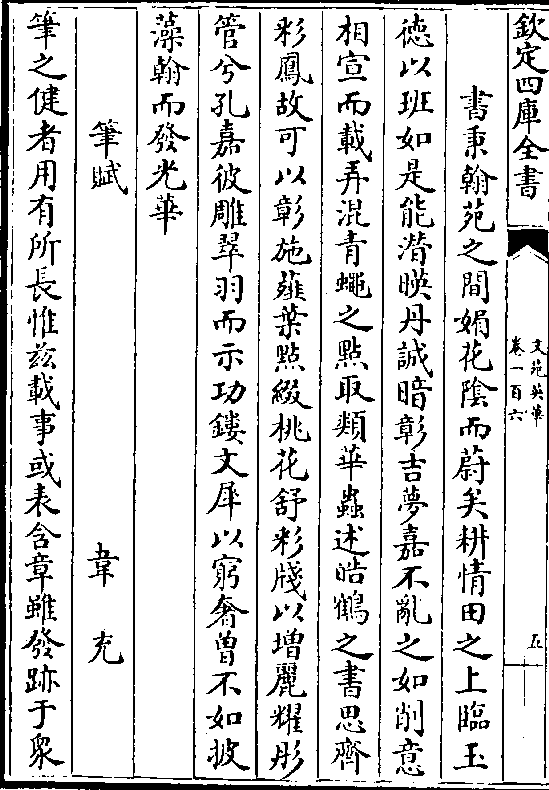 欽定四庫全書
文苑英華
卷一百六
五
書秉翰苑之間娟花陰而蔚矣耕情田之上臨玉
徳以班如是能潛暎丹誠暗彰吉夢嘉不亂之如削意
相宣而載弄混青蠅之點取類華蟲述皓鶴之書思齊
彩鳳故可以彰施薤葉點綴桃花舒彩牋以增麗耀彤
管兮孔嘉彼雕翠羽而示功鏤文犀以窮奢曽不如披
藻翰而發光華
筆賦 韋充
筆之健者用有所長惟兹載事或表含章雖發跡于衆